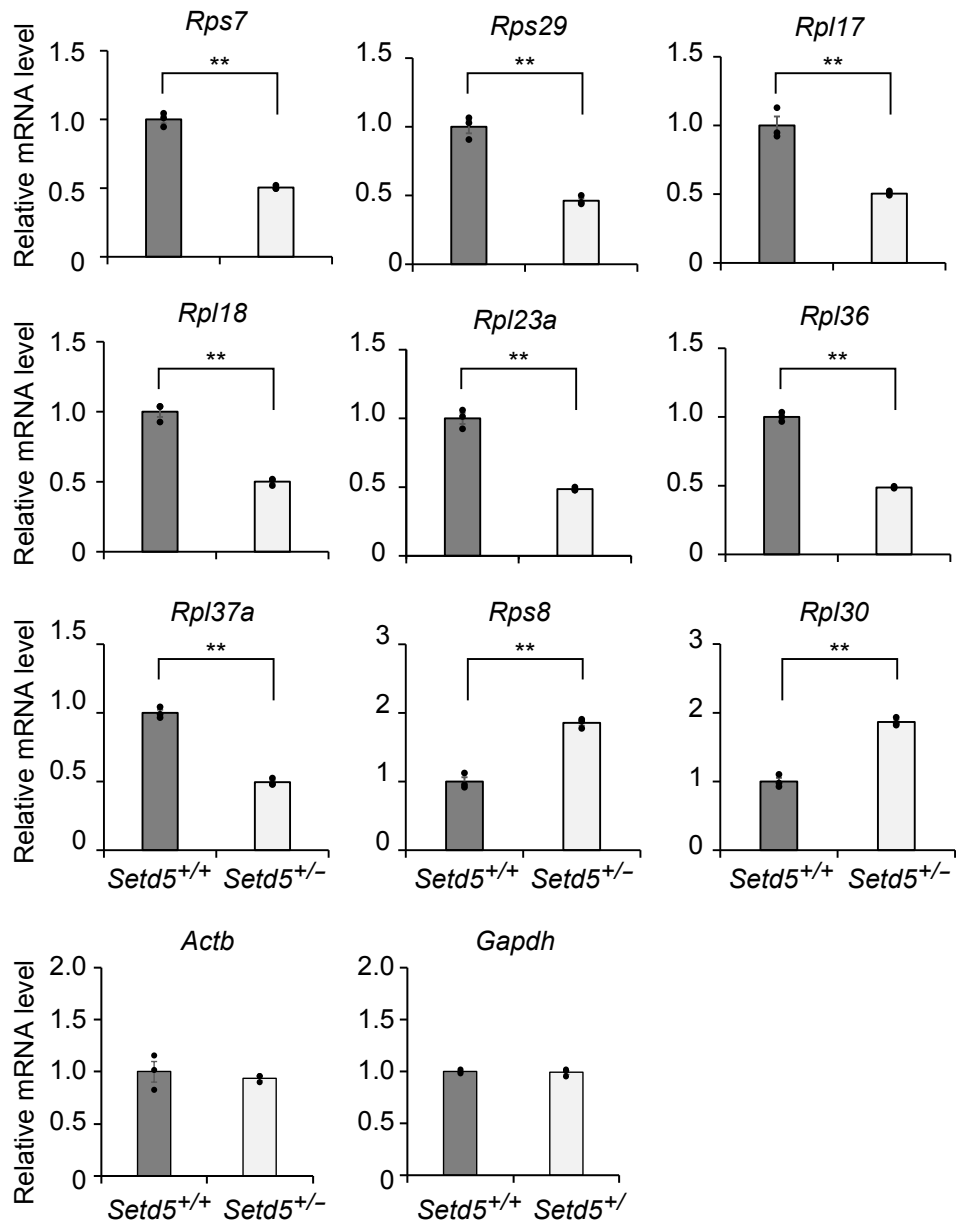 Rps7 Rps29 Rpl17
Relative mRNA level
1.5 1.5 1.5
** ** **
1.0 1.0 1.0
0.5 0.5 0.5
0 0 0
Rpl18 Rpl23a Rpl36
Relative mRNA level
1.5 1.5 1.5
** ** **
1.0 1.0 1.0
0.5 0.5 0.5
0 0 0
Rpl37a Rps8 Rpl30
Relative mRNA level
1.5 3 3
** ** **
1.0 2 2
0.5 1 1
0 0 0
Setd5+/+ Setd5+/− Setd5+/+ Setd5+/− Setd5+/+ Setd5+/−
Actb Gapdh
Relative mRNA level
2.0 2.0
1.5 1.5
1.0 1.0
0.5 0.5
0 0
Setd5+/+ Setd5+/− Setd5+/+ Setd5+/